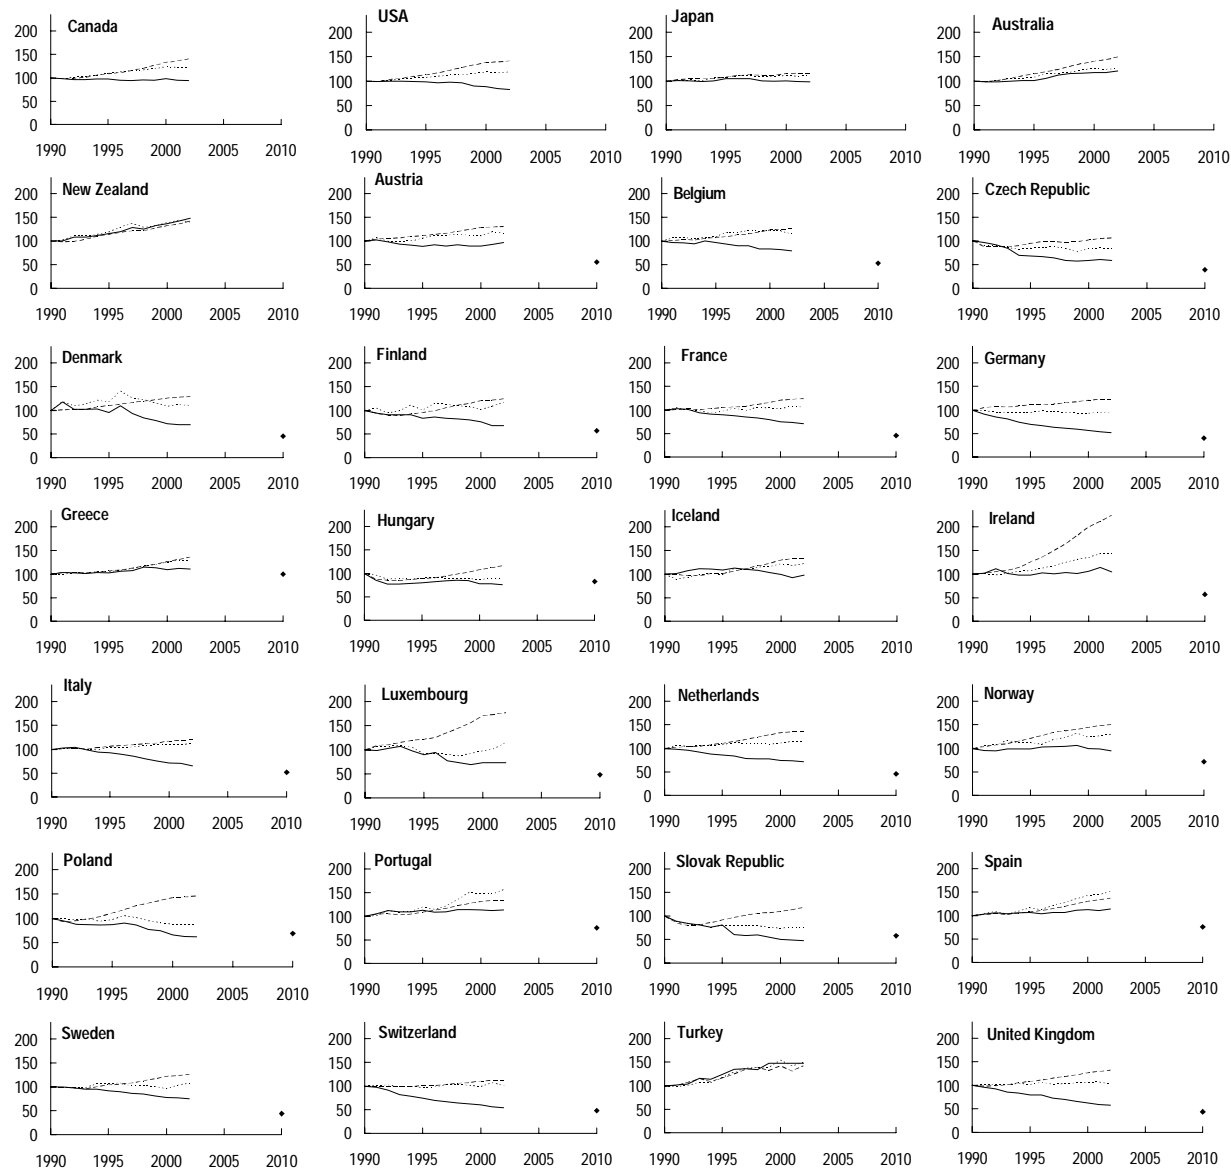 Canada
200
150
100
50
0
1990 1995 2000 2005 2010
USA
200
150
100
50
0
1990 1995 2000 2005 2010
Japan
200
150
100
50
0
1990 1995 2000 2005 2010
Australia
200
150
100
50
0
1990 1995 2000 2005 2010
New Zealand
200
150
100
50
0
1990 1995 2000 2005 2010
Austria
200
150
100
50
0
1990 1995 2000 2005 2010
Belgium
200
150
100
50
0
1990 1995 2000 2005 2010
Czech Republic
200
150
100
50
0
1990 1995 2000 2005 2010
Denmark
200
150
100
50
0
1990 1995 2000 2005 2010
Finland
200
150
100
50
0
1990 1995 2000 2005 2010
France
200
150
100
50
0
1990 1995 2000 2005 2010
Germany
200
150
100
50
0
1990 1995 2000 2005 2010
Greece
200
150
100
50
0
1990 1995 2000 2005 2010
Hungary
200
150
100
50
0
1990 1995 2000 2005 2010
Iceland
200
150
100
50
0
1990 1995 2000 2005 2010
Ireland
200
150
100
50
0
1990 1995 2000 2005 2010
Italy
200
150
100
50
0
1990 1995 2000 2005 2010
Luxembourg
200
150
100
50
0
1990 1995 2000 2005 2010
Netherlands
200
150
100
50
0
1990 1995 2000 2005 2010
Norway
200
150
100
50
0
1990 1995 2000 2005 2010
Poland
200
150
100
50
0
1990 1995 2000 2005 2010
Portugal
200
150
100
50
0
1990 1995 2000 2005 2010
Slovak Republic
200
150
100
50
0
1990 1995 2000 2005 2010
Spain
200
150
100
50
0
1990 1995 2000 2005 2010
Sweden
200
150
100
50
0
1990 1995 2000 2005 2010
Switzerland
200
150
100
50
0
1990 1995 2000 2005 2010
Turkey
200
150
100
50
0
1990 1995 2000 2005 2010
United Kingdom
200
150
100
50
0
1990 1995 2000 2005 2010